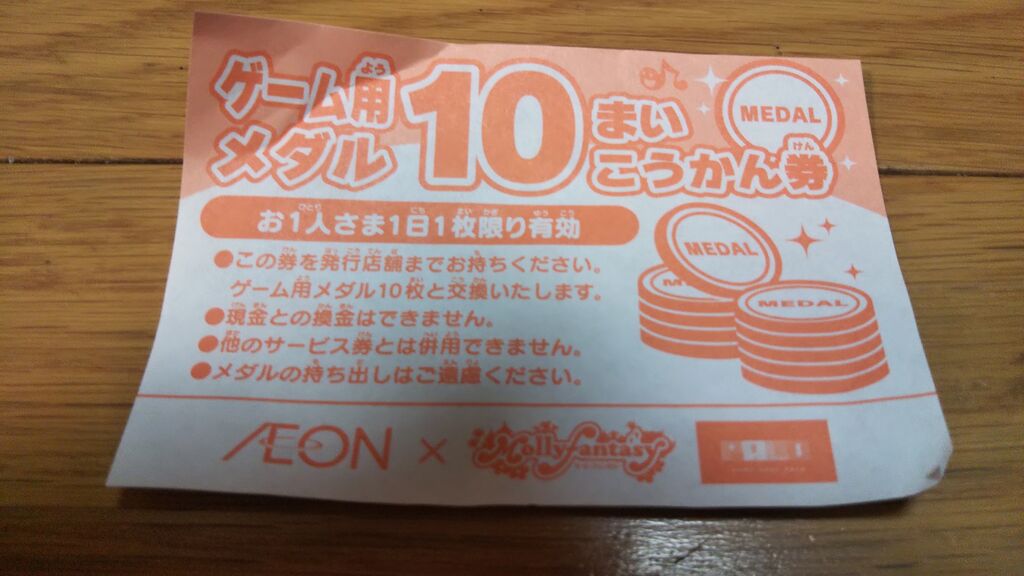 ゲーム用
メダル
10
まい
こうかん券
MEDAL
お1人さま1日1枚限り有効
●この券を発行店舗までお持ちください。
ゲーム用メダル10枚と交換いたします。
●現金との換金はできません。
●他のサービス券とは併用できません。
●メダルの持ち出しはご遠慮ください。
MEDAL
MEDAL
ÆON × Mollyfantasy